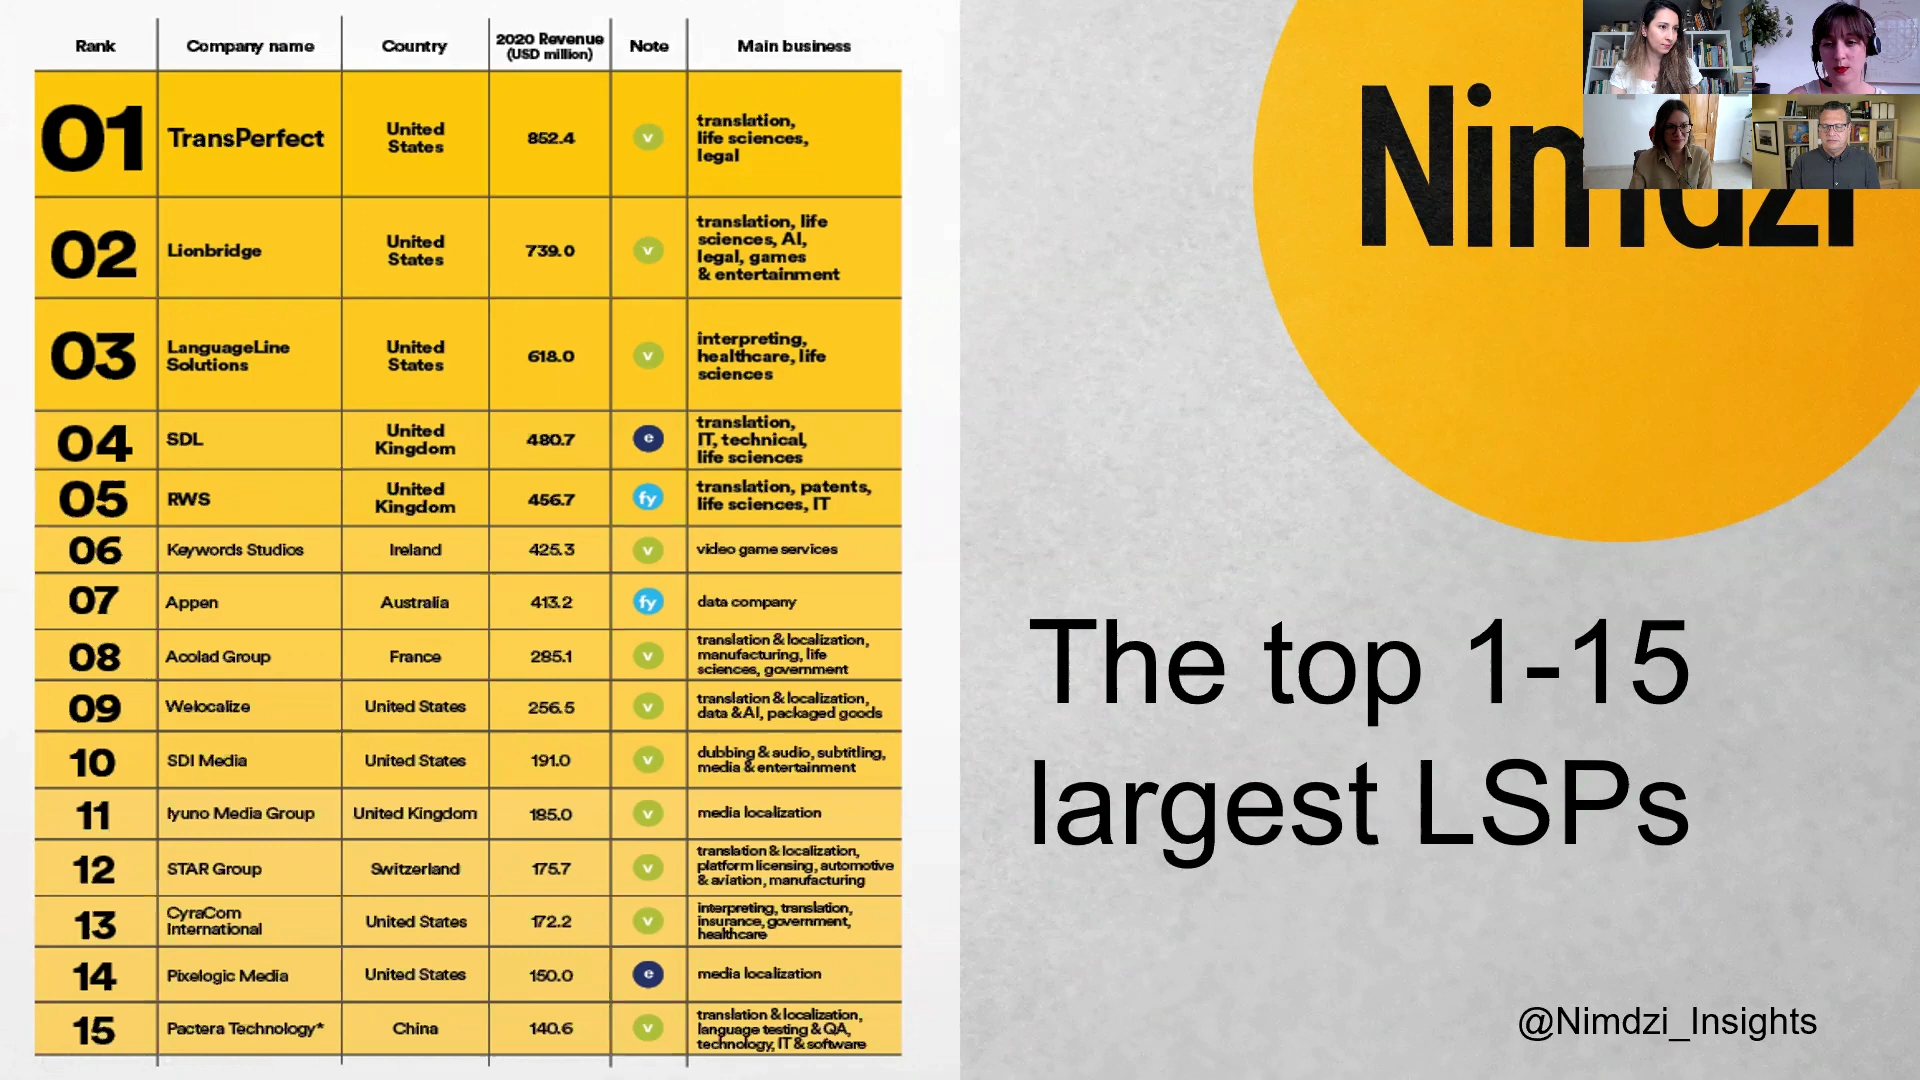 Rank Company name Country 2020 Revenue (USD million) Note Main business
01 TransPerfect United States 852.4 v translation, life sciences, legal
02 Lionbridge United States 739.0 v translation, life sciences, AI, legal, games & entertainment
03 LanguageLine Solutions United States 618.0 v interpreting, healthcare, life sciences
04 SDL United Kingdom 480.7 e translation, IT, technical, life sciences
05 RWS United Kingdom 456.7 fy translation, patents, life sciences, IT
06 Keywords Studios Ireland 425.3 v video game services
07 Appen Australia 413.2 fy data company
08 Acolad Group France 285.1 v translation & localization, manufacturing, life sciences, government
09 Welocalize United States 256.5 v translation & localization, data & AI, packaged goods
10 SDI Media United States 191.0 v dubbing & audio, subtitling, media & entertainment
11 Iyuno Media Group United Kingdom 185.0 v media localization
12 STAR Group Switzerland 175.7 v translation & localization, platform licensing, automotive & aviation, manufacturing
13 CyraCom International United States 172.2 v interpreting, translation, insurance, government, healthcare
14 Pixelogic Media United States 150.0 e media localization
15 Pactera Technology* China 140.6 v translation & localization, language testing & QA, technology, IT & software
Nimdzi
The top 1-15
largest LSPs
@Nimdzi_Insights